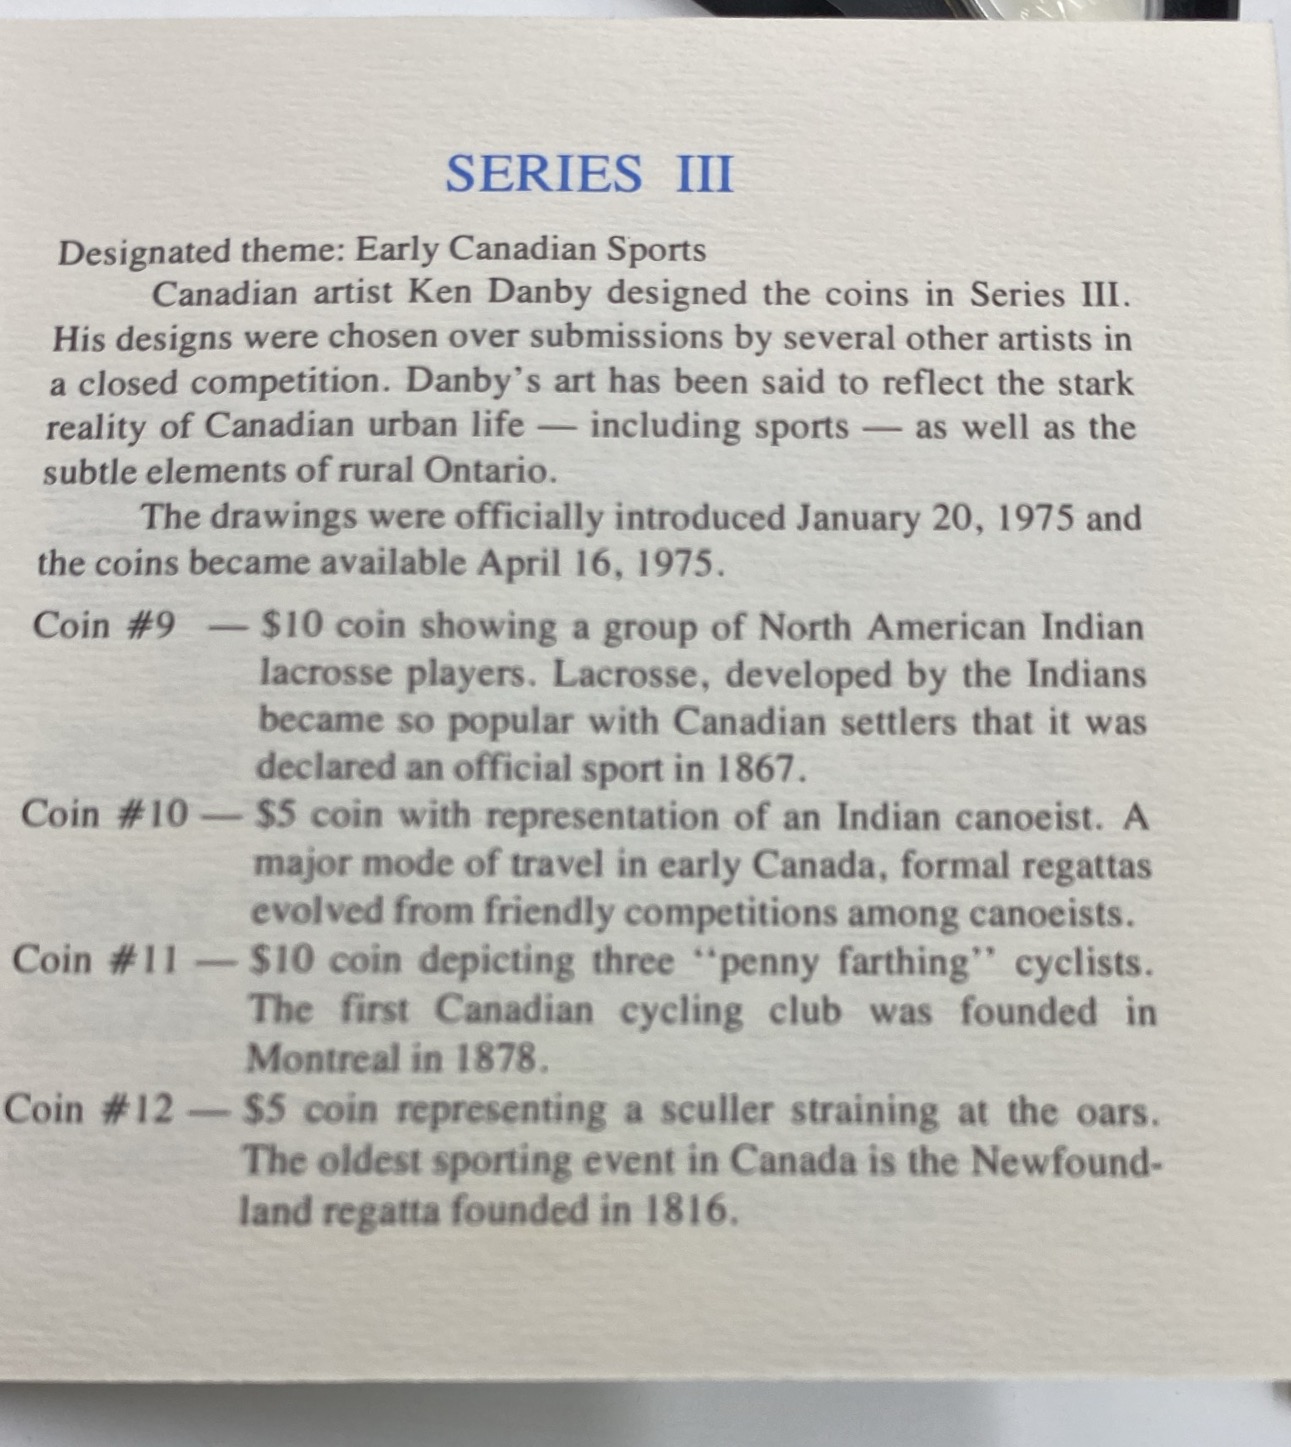 SERIES III
Designated theme: Early Canadian Sports
Canadian artist Ken Danby designed the coins in Series III.
His designs were chosen over submissions by several other artists in
a closed competition. Danby's art has been said to reflect the stark
reality of Canadian urban life — including sports — as well as the
subtle elements of rural Ontario.
The drawings were officially introduced January 20, 1975 and
the coins became available April 16, 1975.
Coin #9 — $10 coin showing a group of North American Indian
lacrosse players. Lacrosse, developed by the Indians
became so popular with Canadian settlers that it was
declared an official sport in 1867.
Coin #10 — $5 coin with representation of an Indian canoeist. A
major mode of travel in early Canada, formal regattas
evolved from friendly competitions among canoeists.
Coin #11 — $10 coin depicting three “penny farthing” cyclists.
The first Canadian cycling club was founded in
Montreal in 1878.
Coin #12 — $5 coin representing a sculler straining at the oars.
The oldest sporting event in Canada is the Newfound-
land regatta founded in 1816.